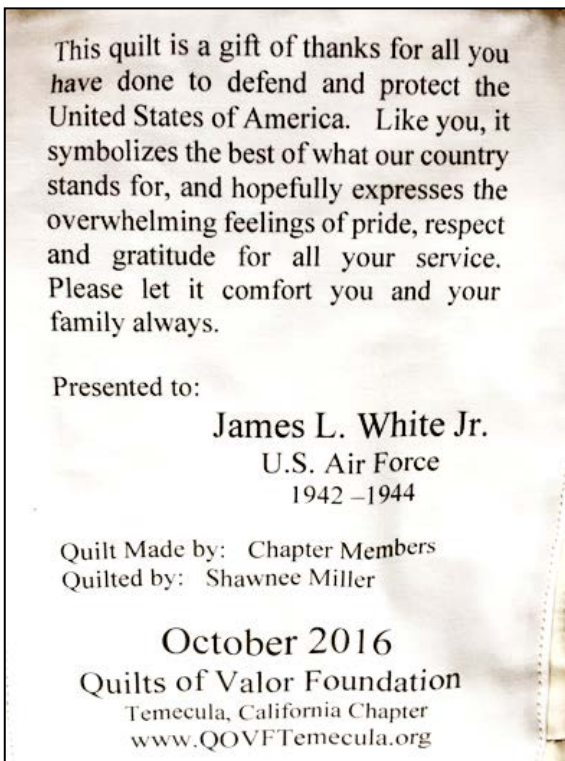 This quilt is a gift of thanks for all you
have done to defend and protect the
United States of America. Like you, it
symbolizes the best of what our country
stands for, and hopefully expresses the
overwhelming feelings of pride, respect
and gratitude for all your service.
Please let it comfort you and your
family always.
Presented to:
James L. White Jr.
U.S. Air Force
1942 –1944
Quilt Made by: Chapter Members
Quilted by: Shawnee Miller
October 2016
Quilts of Valor Foundation
Temecula, California Chapter
www.QOVFTemecula.org